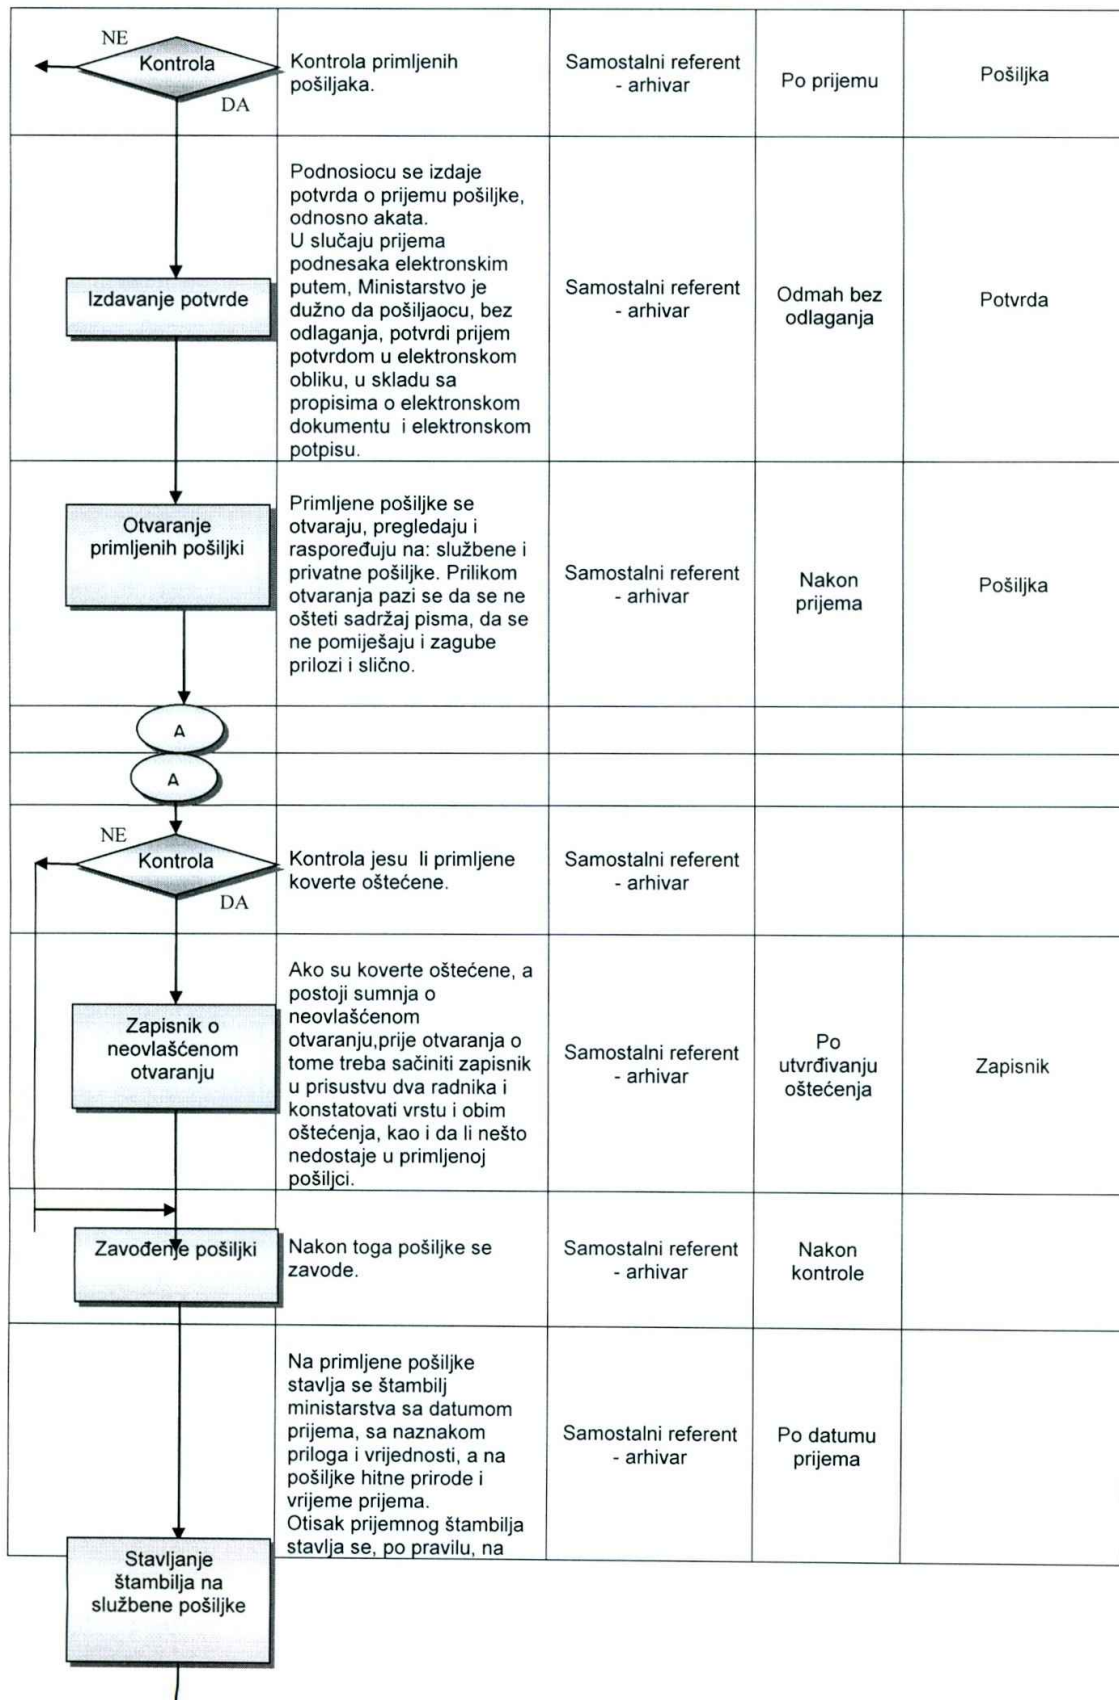 NE
Kontrola
DA
Kontrola primljenih
pošiljaka.
Samostalni referent
- arhivar
Po prijemu
Pošiljka
Izdavanje potvrde
Podnosiocu se izdaje
potvrda o prijemu pošiljke,
odnosno akata.
U slučaju prijema
podnesaka elektronskim
putem, Ministarstvo je
dužno da pošiljaocu, bez
odlaganja, potvrdi prijem
potvrdom u elektronskom
obliku, u skladu sa
propisima o elektronskom
dokumentu i elektronskom
potpisu.
Samostalni referent
- arhivar
Odmah bez
odlaganja
Potvrda
Otvaranje
primljenih pošiljki
Primljene pošiljke se
otvaraju, pregledaju i
raspoređuju na: službene i
privatne pošiljke. Prilikom
otvaranja pazi se da se ne
ošteti sadržaj pisma, da se
ne pomiješaju i zagube
prilozi i slično.
Samostalni referent
- arhivar
Nakon
prijema
Pošiljka
A
A
NE
Kontrola
DA
Kontrola jesu li primljene
koverte oštećene.
Samostalni referent
- arhivar
Zapisnik o
neovlašćenom
otvaranju
Ako su koverte oštećene, a
postoji sumnja o
neovlašćenom
otvaranju,prije otvaranja o
tome treba sačiniti zapisnik
u prisustvu dva radnika i
konstatovati vrstu i obim
oštećenja, kao i da li nešto
nedostaje u primljenoj
pošiljci.
Samostalni referent
- arhivar
Po
utvrđivanju
oštećenja
Zapisnik
Zavođenje pošiljki
Nakon toga pošiljke se
zavode.
Samostalni referent
- arhivar
Nakon
kontrole
Na primljene pošiljke
stavlja se štambilj
ministarstva sa datumom
prijema, sa naznakom
priloga i vrijednosti, a na
pošiljke hitne prirode i
vrijeme prijema.
Otisak prijemnog štambilja
stavlja se, po pravilu, na
Samostalni referent
- arhivar
Po datumu
prijema
Stavljanje
štambilja na
službene pošiljke